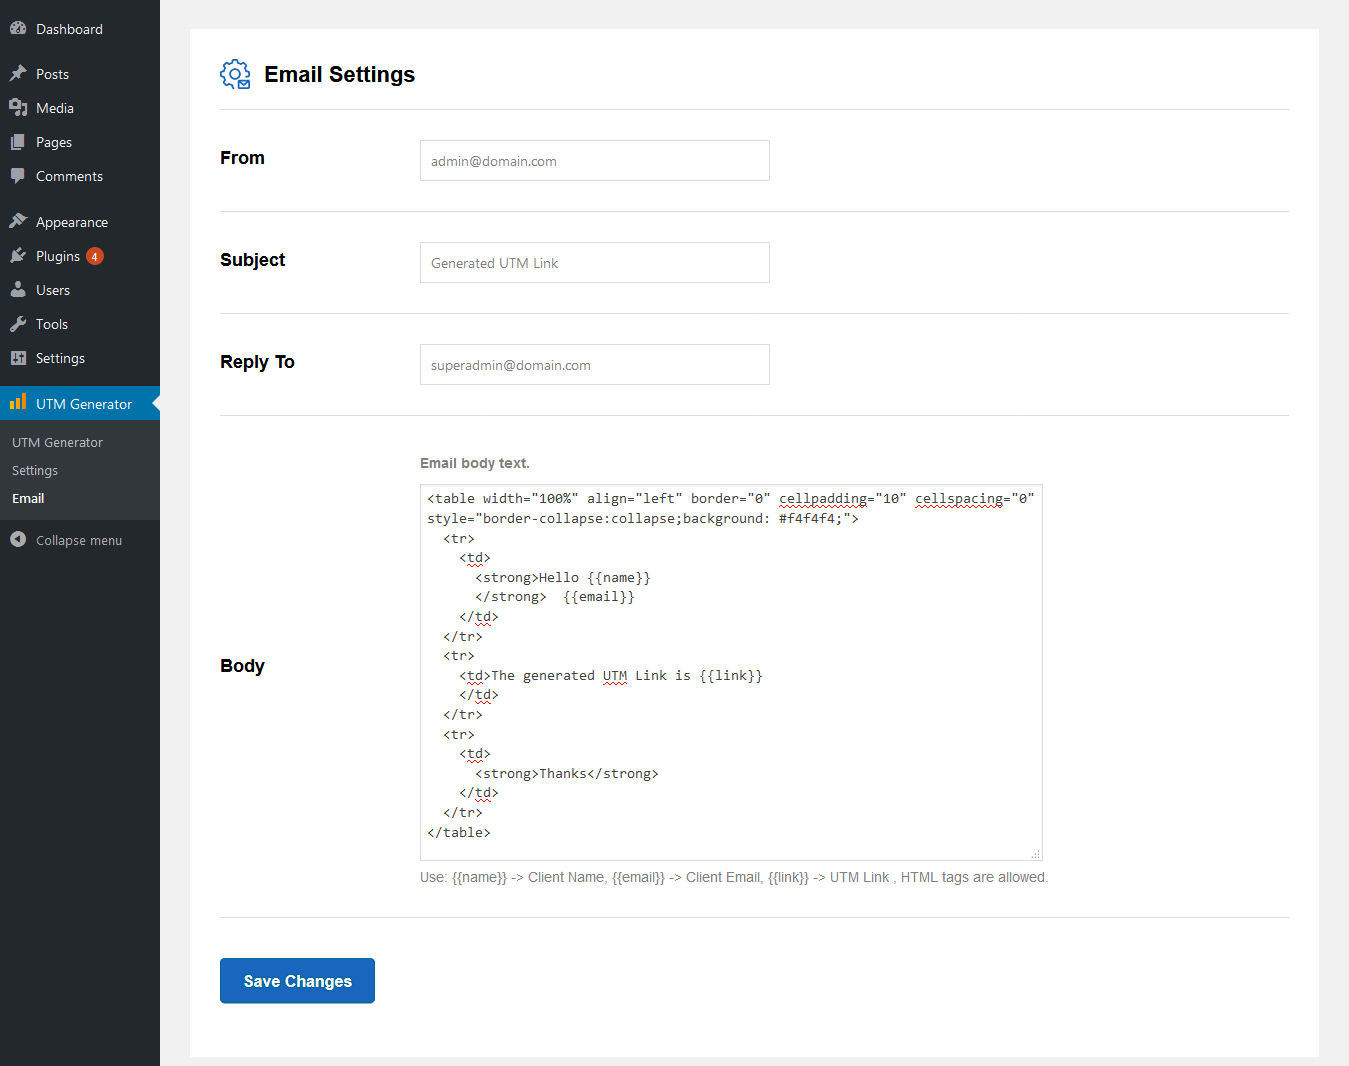 Dashboard
Posts
Media
Pages
Comments
Appearance
Plugins 4
Users
Tools
Settings
UTM Generator
UTM Generator
Settings
Email
Collapse menu
Email Settings
From
admin@domain.com
Subject
Generated UTM Link
Reply To
superadmin@domain.com
Body
Email body text.
<table width="100%" align="left" border="0" cellpadding="10" cellspacing="0"
style="border-collapse:collapse;background: #f4f4f4;">
  <tr>
    <td>
      <strong>Hello {{name}}
      </strong>  {{email}}
    </td>
  </tr>
  <tr>
    <td>The generated UTM Link is {{link}}
    </td>
  </tr>
  <tr>
    <td>
      <strong>Thanks</strong>
    </td>
  </tr>
</table>
Use: {{name}} -> Client Name, {{email}} -> Client Email, {{link}} -> UTM Link , HTML tags are allowed.
Save Changes